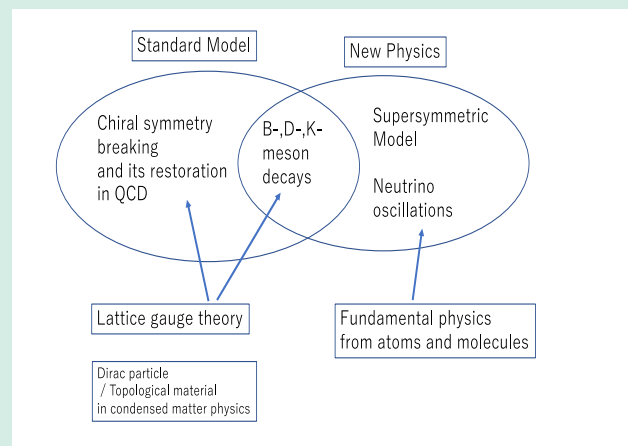 Standard Model
New Physics
Chiral symmetry
breaking
and its restoration
in QCD
B-,D-,K-
meson
decays
Supersymmetric
Model
Neutrino
oscillations
Lattice gauge theory
Fundamental physics
from atoms and molecules
Dirac particle
/ Topological material
in condensed matter physics